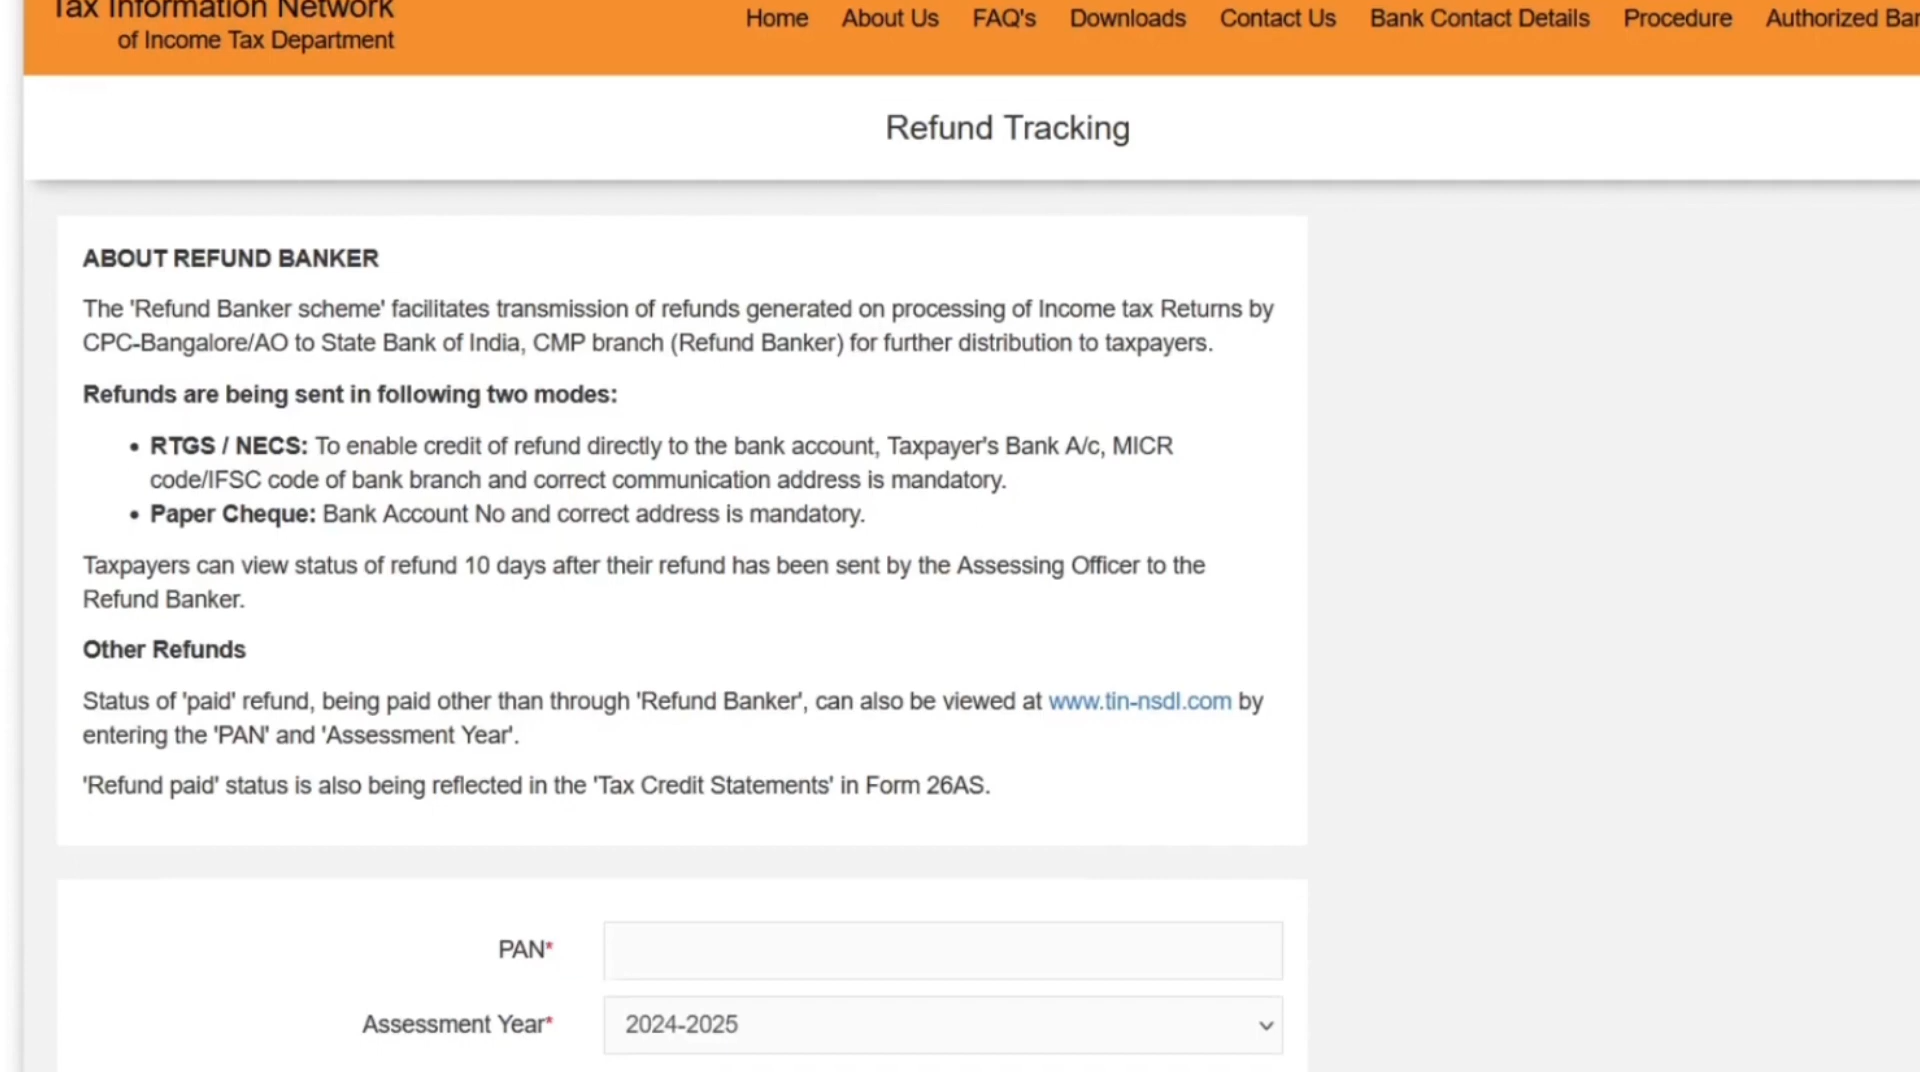 Tax Information Network
of Income Tax Department
Home About Us FAQ's Downloads Contact Us Bank Contact Details Procedure Authorized
Refund Tracking
ABOUT REFUND BANKER
The 'Refund Banker scheme' facilitates transmission of refunds generated on processing of Income tax Returns by
CPC-Bangalore/AO to State Bank of India, CMP branch (Refund Banker) for further distribution to taxpayers.
Refunds are being sent in following two modes:
• RTGS / NECS: To enable credit of refund directly to the bank account, Taxpayer's Bank A/c, MICR
code/IFSC code of bank branch and correct communication address is mandatory.
• Paper Cheque: Bank Account No and correct address is mandatory.
Taxpayers can view status of refund 10 days after their refund has been sent by the Assessing Officer to the
Refund Banker.
Other Refunds
Status of 'paid' refund, being paid other than through 'Refund Banker', can also be viewed at www.tin-nsdl.com by
entering the 'PAN' and 'Assessment Year'.
'Refund paid' status is also being reflected in the 'Tax Credit Statements' in Form 26AS.
PAN*
Assessment Year* 2024-2025